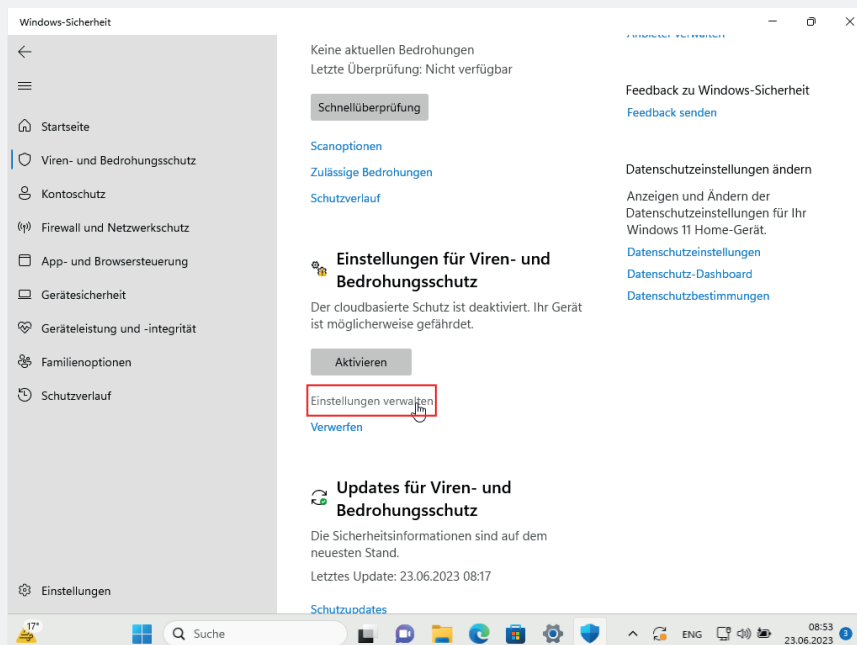 Windows-Sicherheit
Startseite
Viren- und Bedrohungsschutz
Kontoschutz
Firewall und Netzwerkschutz
App- und Browsersteuerung
Gerätesicherheit
Geräteleistung und -integrität
Familienoptionen
Schutzverlauf
Einstellungen
Keine aktuellen Bedrohungen
Letzte Überprüfung: Nicht verfügbar
Schnellüberprüfung
Scanoptionen
Zulässige Bedrohungen
Schutzverlauf
Einstellungen für Viren- und
Bedrohungsschutz
Der cloudbasierte Schutz ist deaktiviert. Ihr Gerät
ist möglicherweise gefährdet.
Aktivieren
Einstellungen verwalten
Verwerfen
Updates für Viren- und
Bedrohungsschutz
Die Sicherheitsinformationen sind auf dem
neuesten Stand.
Letztes Update: 23.06.2023 08:17
Schutzupdates
Anbieter verwalten
Feedback zu Windows-Sicherheit
Feedback senden
Datenschutzeinstellungen ändern
Anzeigen und Ändern der
Datenschutzeinstellungen für Ihr
Windows 11 Home-Gerät.
Datenschutzeinstellungen
Datenschutz-Dashboard
Datenschutzbestimmungen
17°
Suche
ENG
08:53
23.06.2023
3